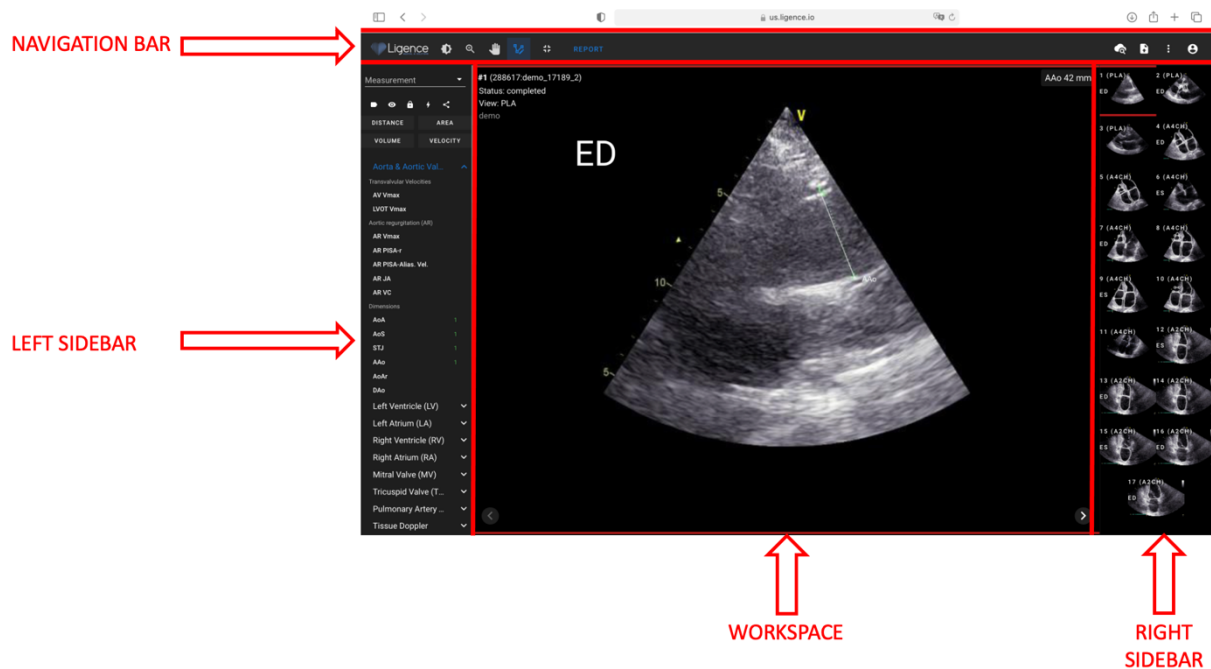 us.ligence.io
NAVIGATION BAR
Ligence
REPORT
Measurement
DISTANCE AREA
VOLUME VELOCITY
Aorta & Aortic Val..
Transvalvular Velocities
AV Vmax
LVOT Vmax
Aortic regurgitation (AR)
AR Vmax
AR PISA-r
AR PISA-Alias. Vel.
AR JA
AR VC
Dimensions
AoA 1
AoS 1
STJ 1
AAo 1
AoAr
DAo
Left Ventricle (LV)
Left Atrium (LA)
Right Ventricle (RV)
Right Atrium (RA)
Mitral Valve (MV)
Tricuspid Valve (T...
Pulmonary Artery ...
Tissue Doppler
LEFT SIDEBAR
#1 (288617:demo_17189_2)
Status: completed
View: PLA
demo
AAo 42 mm
ED
V
5
10
5
AAo
1 (PLA)
ED
2 (PLA)
3 (PLA)
4 (A4CH)
ED
5 (A4CH)
6 (A4CH)
ES
7 (A4CH)
ED
8 (A4CH)
9 (A4CH)
ES
10 (A4CH)
11 (A4CH)
12 (A2CH)
ES
13 (A2CH)
ED
14 (A2CH)
15 (A2CH)
ES
16 (A2CH)
ED
17 (A2CH)
ED
WORKSPACE
RIGHT
SIDEBAR